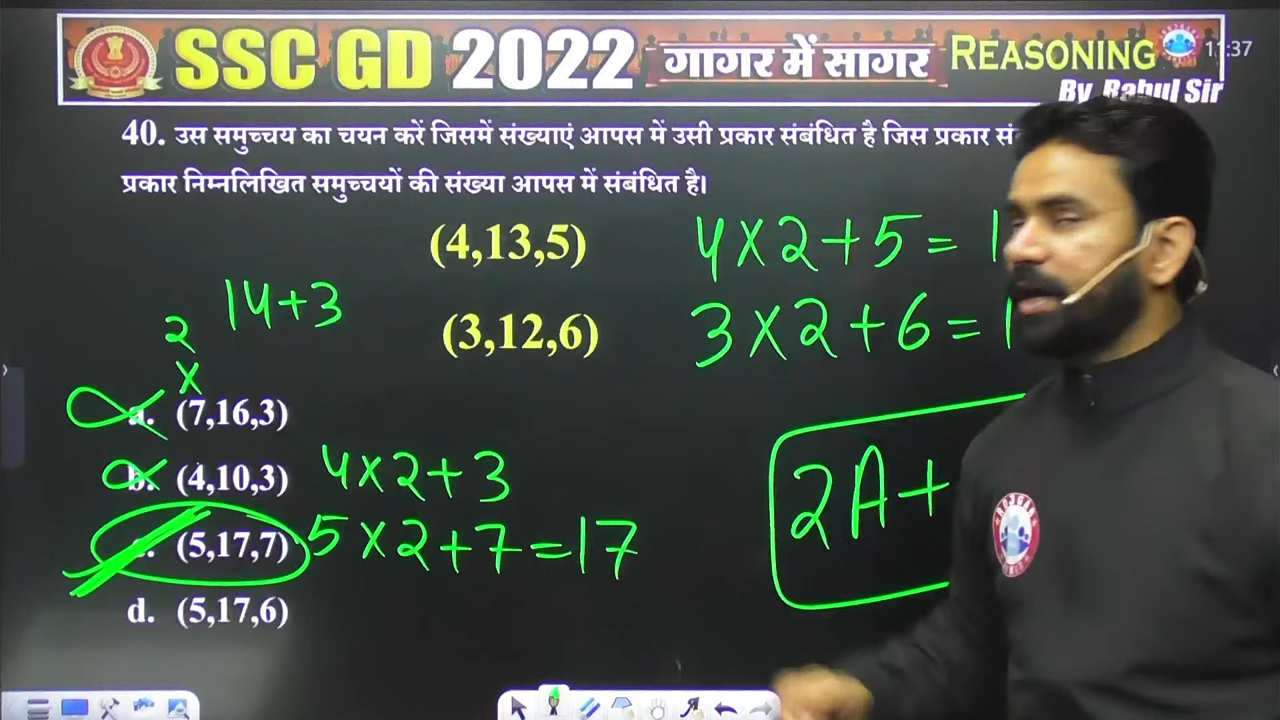 SSC GD 2022 गागर में सागर REASONING 11:37
By Rahul Sir
40. उस समुच्चय का चयन करें जिसमें संख्याएं आपस में उसी प्रकार संबंधित है जिस प्रकार
प्रकार निम्नलिखित समुच्चयों की संख्या आपस में संबंधित है।
(4,13,5) 4×2+5=1
14+3
(3,12,6) 3×2+6=1
2
×
a. (7,16,3)
b. (4,10,3) 4×2+3
2A+
c. (5,17,7) 5×2+7=17
d. (5,17,6)